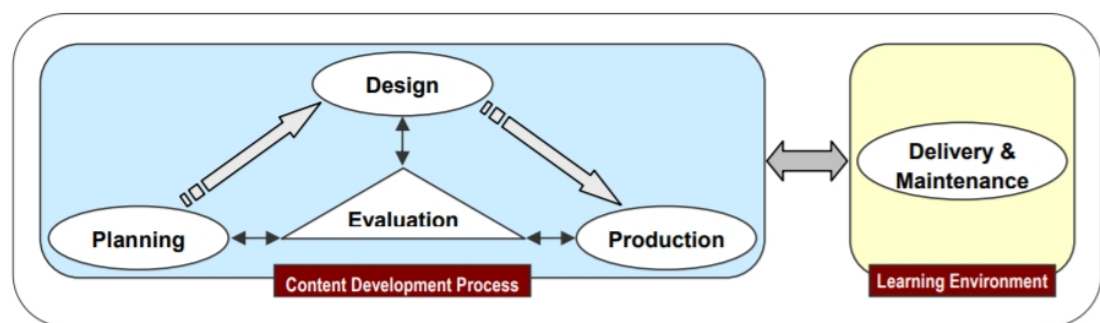 Design
Evaluation
Planning
Production
Content Development Process
Delivery &
Maintenance
Learning Environment